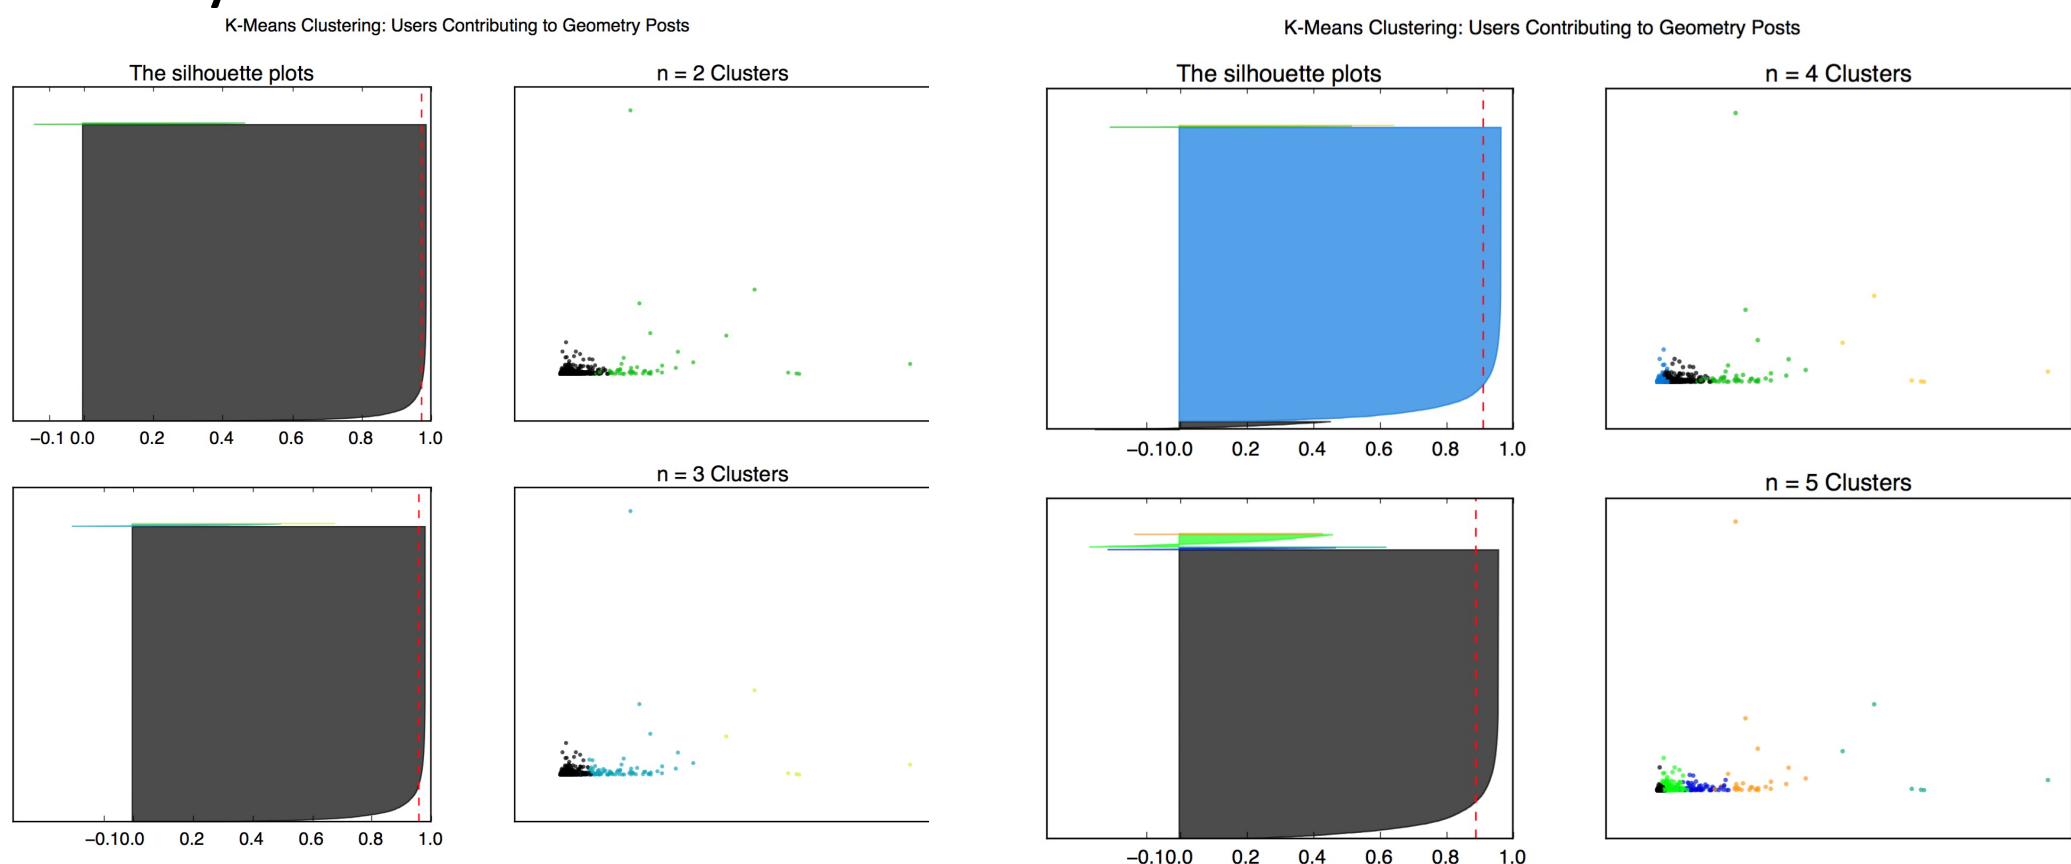 K-Means Clustering: Users Contributing to Geometry Posts
The silhouette plots
n = 2 Clusters
−0.1 0.0 0.2 0.4 0.6 0.8 1.0
n = 3 Clusters
−0.10.0 0.2 0.4 0.6 0.8 1.0
K-Means Clustering: Users Contributing to Geometry Posts
The silhouette plots
n = 4 Clusters
−0.10.0 0.2 0.4 0.6 0.8 1.0
n = 5 Clusters
−0.10.0 0.2 0.4 0.6 0.8 1.0